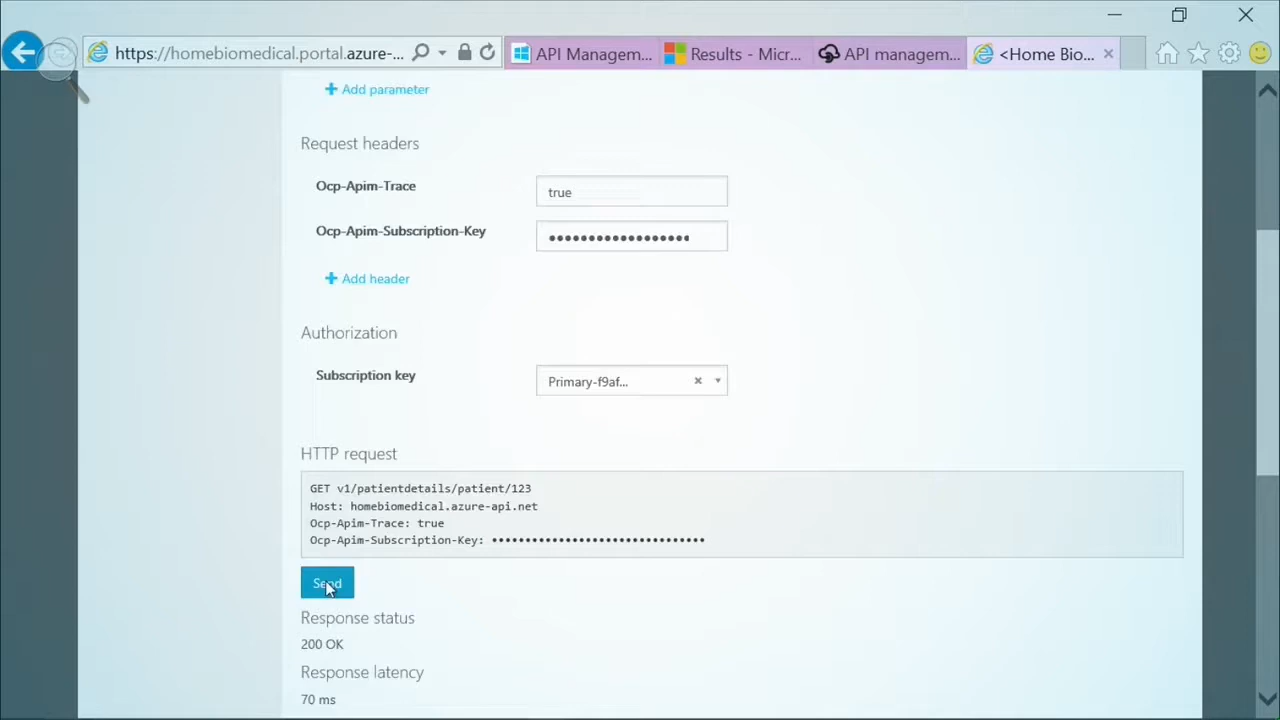 https://homebiomedical.portal.azure-...
API Managem...
Results - Micr...
API managem...
<Home Bio...
Add parameter
Request headers
Ocp-Apim-Trace
true
Ocp-Apim-Subscription-Key
••••••••••••••••••
Add header
Authorization
Subscription key
Primary-f9af...
HTTP request
GET v1/patientdetails/patient/123
Host: homebiomedical.azure-api.net
Ocp-Apim-Trace: true
Ocp-Apim-Subscription-Key: ••••••••••••••••••••••••••••••••
Send
Response status
200 OK
Response latency
70 ms